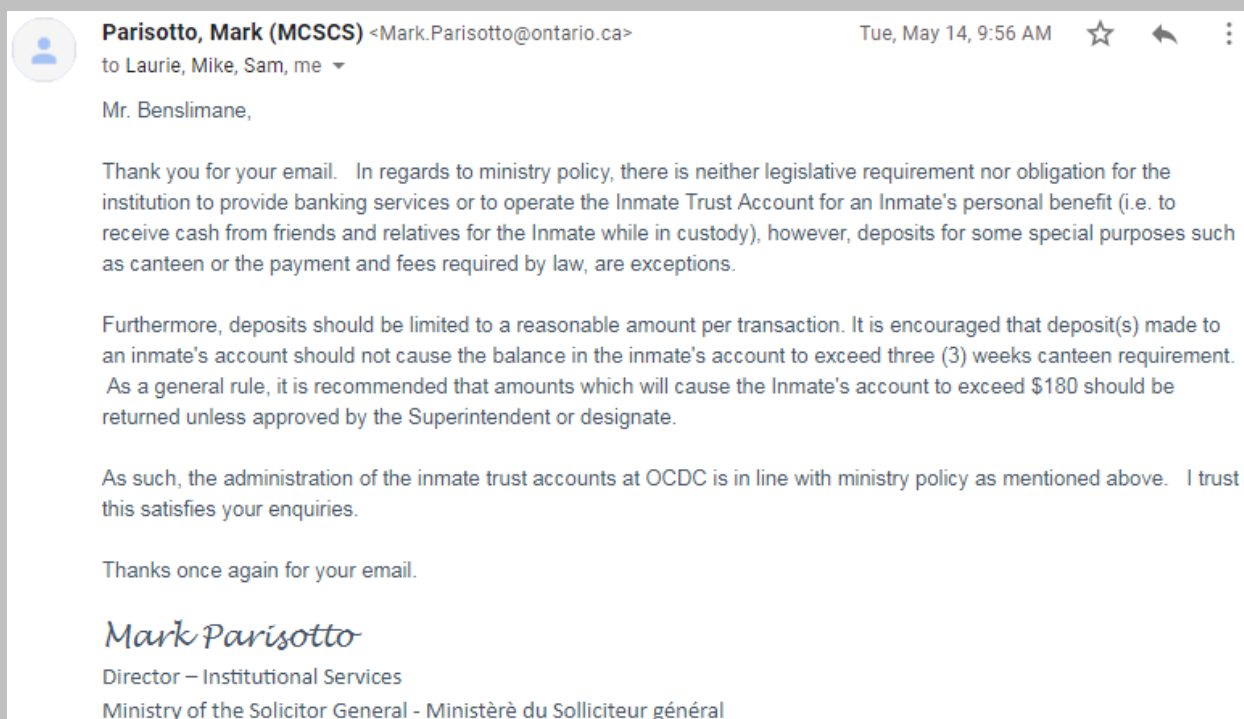 Parisotto, Mark (MCSCS) <Mark.Parisotto@ontario.ca> Tue, May 14, 9:56 AM
to Laurie, Mike, Sam, me
Mr. Benslimane,
Thank you for your email. In regards to ministry policy, there is neither legislative requirement nor obligation for the
institution to provide banking services or to operate the Inmate Trust Account for an Inmate's personal benefit (i.e. to
receive cash from friends and relatives for the Inmate while in custody), however, deposits for some special purposes such
as canteen or the payment and fees required by law, are exceptions.
Furthermore, deposits should be limited to a reasonable amount per transaction. It is encouraged that deposit(s) made to
an inmate's account should not cause the balance in the inmate's account to exceed three (3) weeks canteen requirement.
As a general rule, it is recommended that amounts which will cause the Inmate's account to exceed $180 should be
returned unless approved by the Superintendent or designate.
As such, the administration of the inmate trust accounts at OCDC is in line with ministry policy as mentioned above. I trust
this satisfies your enquiries.
Thanks once again for your email.
Mark Parisotto
Director – Institutional Services
Ministry of the Solicitor General - Ministèrè du Solliciteur général